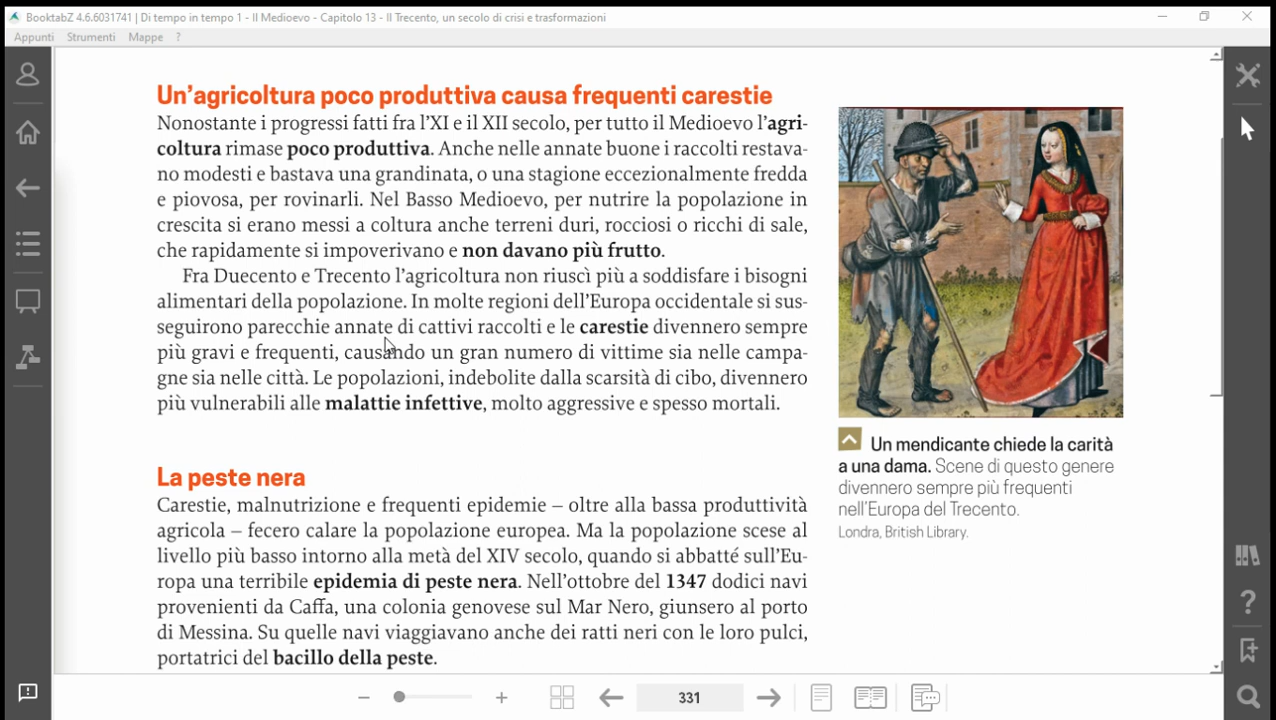 BooktabZ 4.6.6031741 | Di tempo in tempo 1 - Il Medioevo - Capitolo 13 - Il Trecento, un secolo di crisi e trasformazioni
Appunti Strumenti Mappe ?
Un’agricoltura poco produttiva causa frequenti carestie
Nonostante i progressi fatti fra l’XI e il XII secolo, per tutto il Medioevo l’agri-
coltura rimase poco produttiva. Anche nelle annate buone i raccolti restava-
no modesti e bastava una grandinata, o una stagione eccezionalmente fredda
e piovosa, per rovinarli. Nel Basso Medioevo, per nutrire la popolazione in
crescita si erano messi a coltura anche terreni duri, rocciosi o ricchi di sale,
che rapidamente si impoverivano e non davano più frutto.
Fra Duecento e Trecento l’agricoltura non riuscì più a soddisfare i bisogni
alimentari della popolazione. In molte regioni dell’Europa occidentale si sus-
seguirono parecchie annate di cattivi raccolti e le carestie divennero sempre
più gravi e frequenti, causando un gran numero di vittime sia nelle campa-
gne sia nelle città. Le popolazioni, indebolite dalla scarsità di cibo, divennero
più vulnerabili alle malattie infettive, molto aggressive e spesso mortali.
La peste nera
Carestie, malnutrizione e frequenti epidemie – oltre alla bassa produttività
agricola – fecero calare la popolazione europea. Ma la popolazione scese al
livello più basso intorno alla metà del XIV secolo, quando si abbatté sull’Eu-
ropa una terribile epidemia di peste nera. Nell’ottobre del 1347 dodici navi
provenienti da Caffa, una colonia genovese sul Mar Nero, giunsero al porto
di Messina. Su quelle navi viaggiavano anche dei ratti neri con le loro pulci,
portatrici del bacillo della peste.
Un mendicante chiede la carità
a una dama. Scene di questo genere
divennero sempre più frequenti
nell’Europa del Trecento.
Londra, British Library.
331